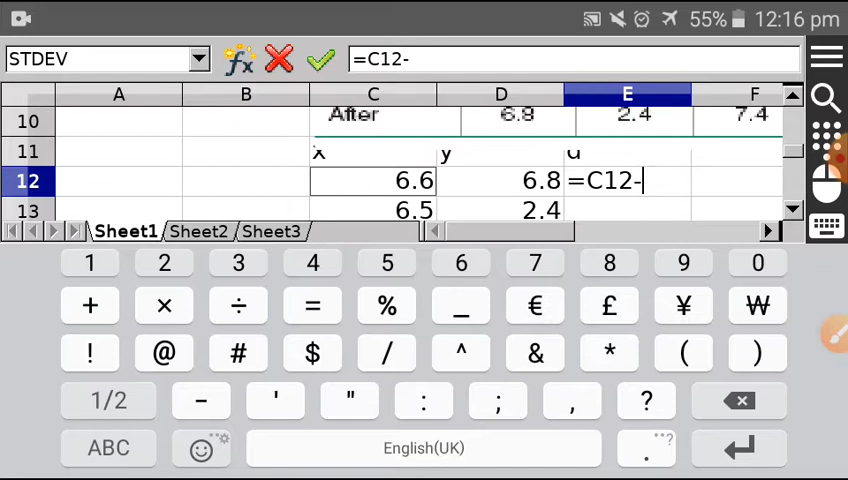 55% 12:16 pm
STDEV fx =C12-
A B C D E F
10 After 6.8 2.4 7.4
11 x y d
12 6.6 6.8 =C12-
13 6.5 2.4
Sheet1 Sheet2 Sheet3
1 2 3 4 5 6 7 8 9 0
+ × ÷ = % _ € £ ¥ ₩
! @ # $ / ^ & * ( )
1/2 - ' " : ; , ?
ABC English(UK) . ,,?